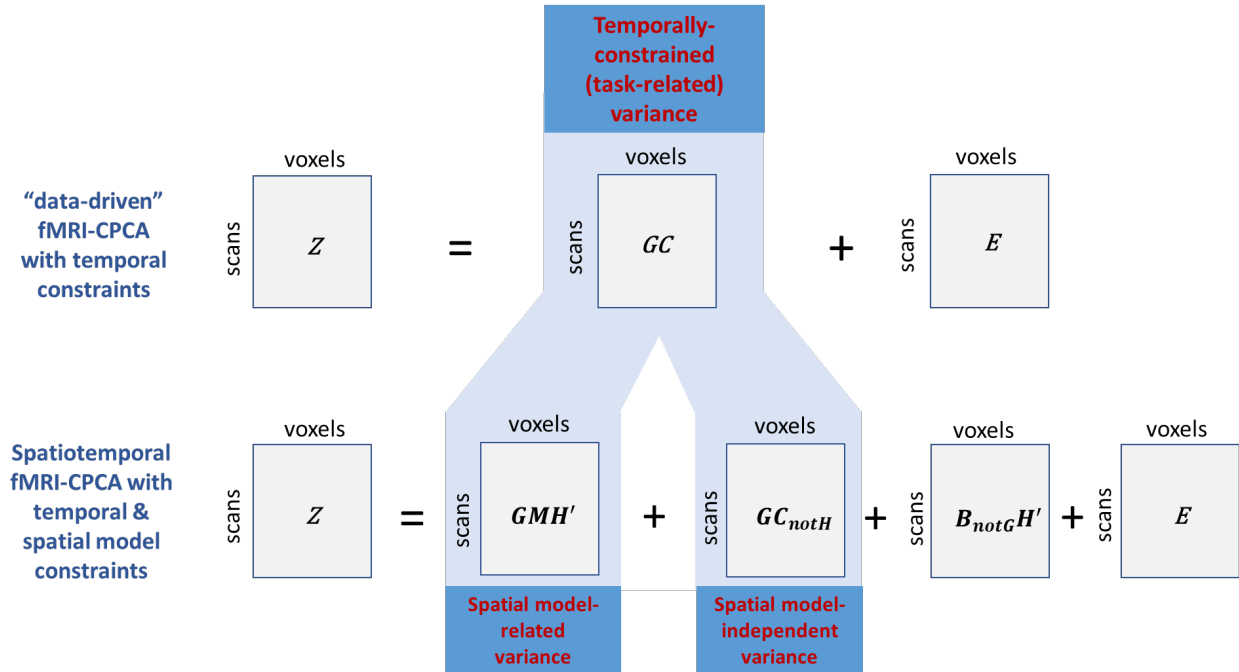 Temporally-
constrained
(task-related)
variance
“data-driven”
fMRI-CPCA
with temporal
constraints
voxels
scans
Z
=
voxels
scans
GC
+
voxels
scans
E
Spatiotemporal
fMRI-CPCA with
temporal &
spatial model
constraints
voxels
scans
Z
=
voxels
scans
GMH′
+
voxels
scans
GC_notH
+
voxels
scans
B_notG H′
+
voxels
scans
E
Spatial model-
related
variance
Spatial model-
independent
variance